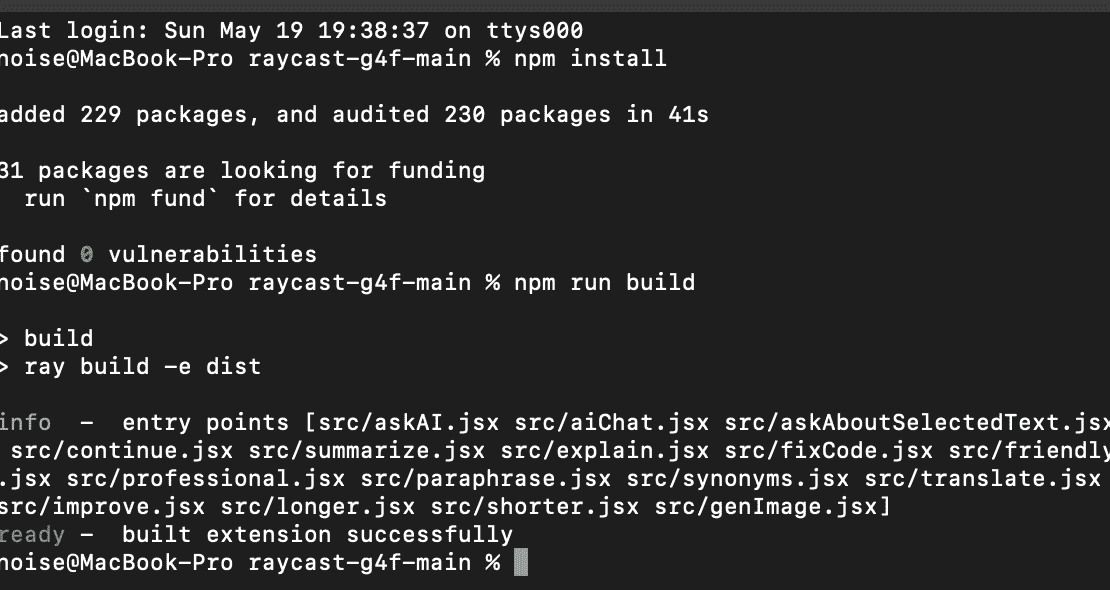 Last login: Sun May 19 19:38:37 on ttys000
noise@MacBook-Pro raycast-g4f-main % npm install
added 229 packages, and audited 230 packages in 41s
31 packages are looking for funding
run `npm fund` for details
found 0 vulnerabilities
noise@MacBook-Pro raycast-g4f-main % npm run build
> build
> ray build -e dist
info - entry points [src/askAI.jsx src/aiChat.jsx src/askAboutSelectedText.jsx
src/continue.jsx src/summarize.jsx src/explain.jsx src/fixCode.jsx src/friendly
.jsx src/professional.jsx src/paraphrase.jsx src/synonyms.jsx src/translate.jsx
src/improve.jsx src/longer.jsx src/shorter.jsx src/genImage.jsx]
ready - built extension successfully
noise@MacBook-Pro raycast-g4f-main %